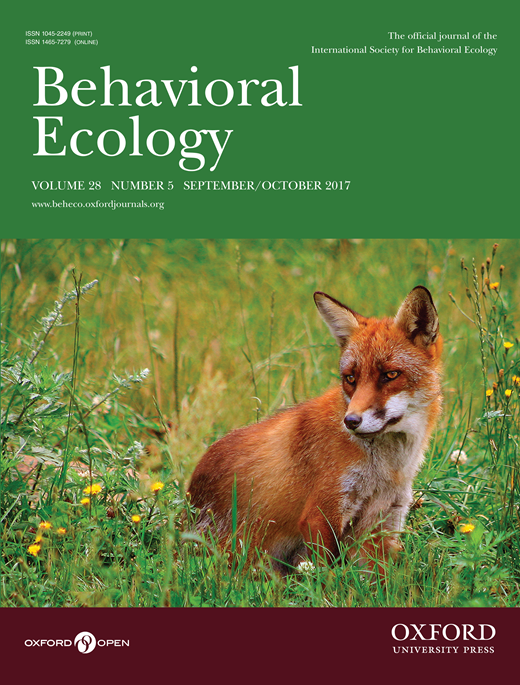 ISSN 1045-2249 (PRINT)
ISSN 1465-7279 (ONLINE)
The official journal of the
International Society for Behavioral Ecology
Behavioral
Ecology
VOLUME 28 NUMBER 5 SEPTEMBER/OCTOBER 2017
www.beheco.oxfordjournals.org
OXFORD OPEN
OXFORD
UNIVERSITY PRESS